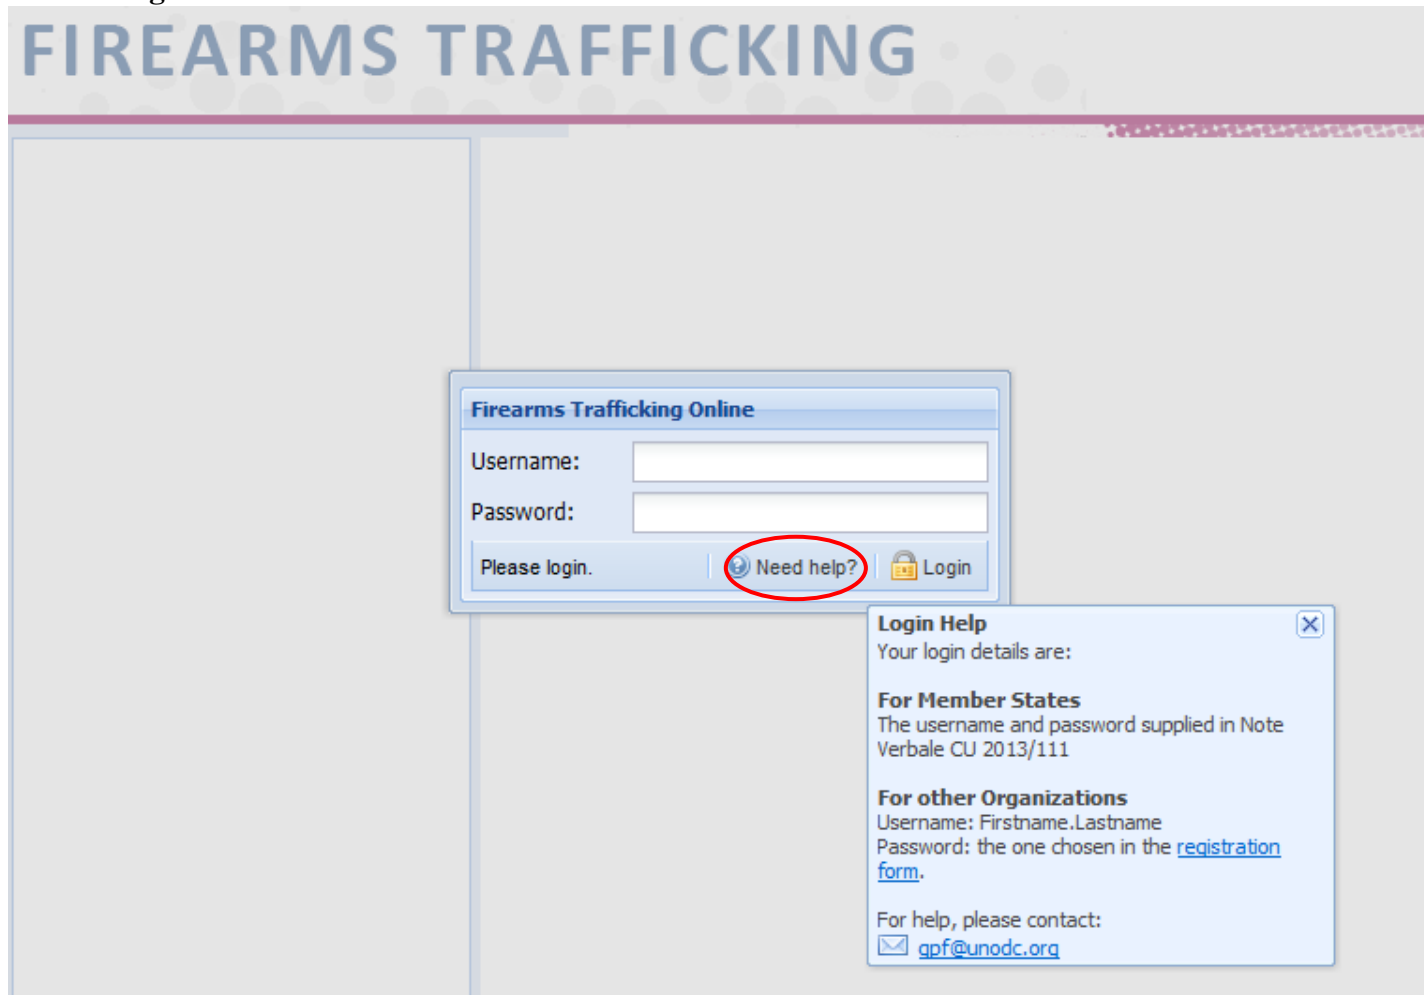 FIREARMS TRAFFICKING
Firearms Trafficking Online
Username:
Password:
Please login.
Need help?
Login
Login Help
Your login details are:
For Member States
The username and password supplied in Note
Verbale CU 2013/111
For other Organizations
Username: Firstname.Lastname
Password: the one chosen in the registration
form.
For help, please contact:
gpf@unodc.org